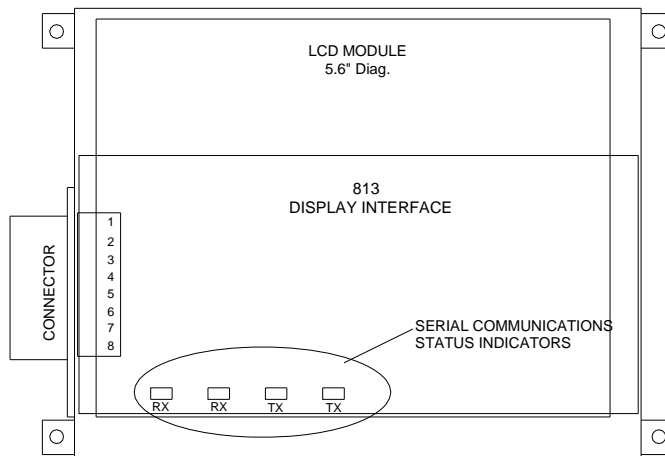 LCD MODULE
5.6" Diag.
813
DISPLAY INTERFACE
CONNECTOR
1
2
3
4
5
6
7
8
SERIAL COMMUNICATIONS
STATUS INDICATORS
RX RX TX TX